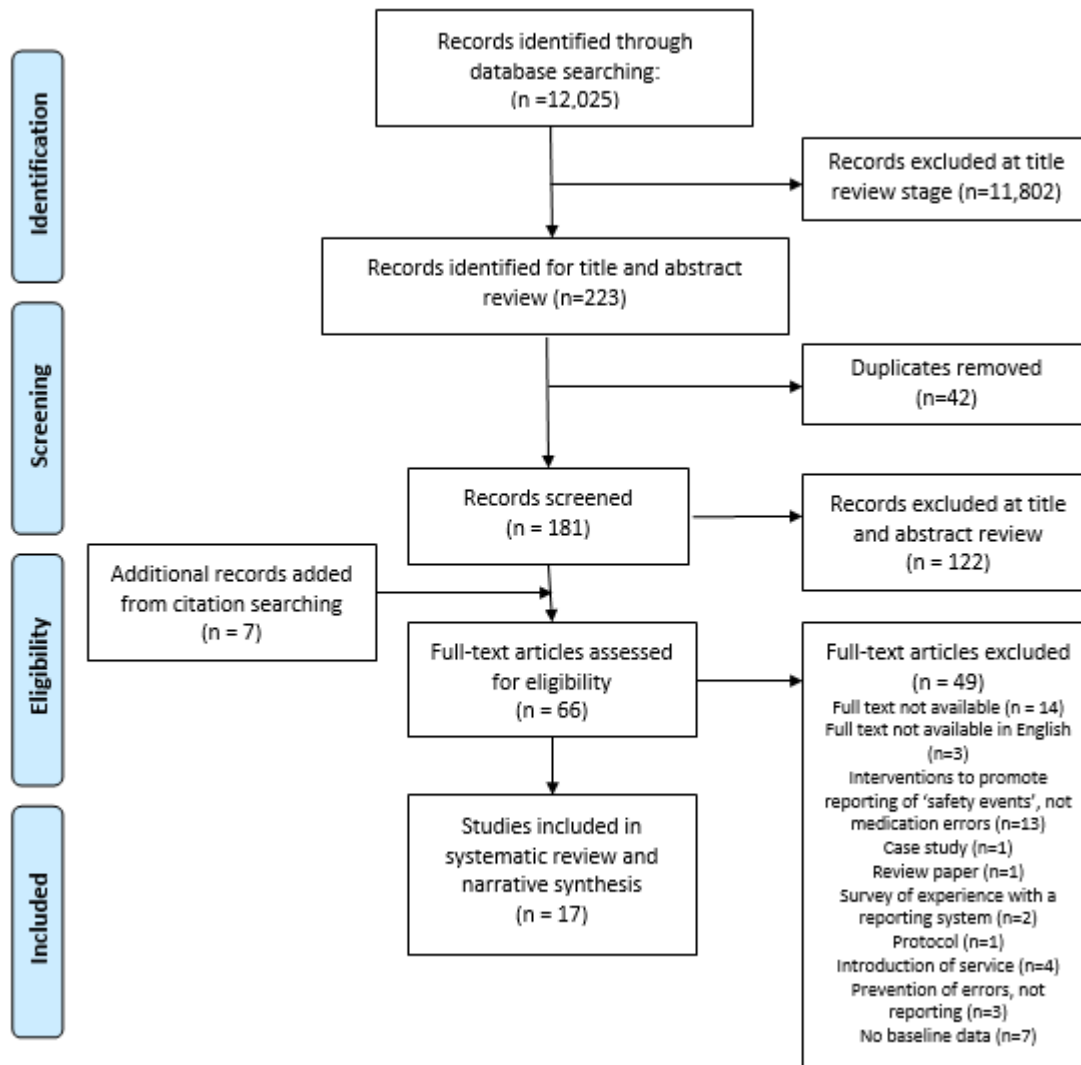 Identification
Records identified through
database searching:
(n =12,025)
Records excluded at title
review stage (n=11,802)
Records identified for title and abstract
review (n=223)
Screening
Duplicates removed
(n=42)
Records screened
(n = 181)
Records excluded at title
and abstract review
(n = 122)
Eligibility
Additional records added
from citation searching
(n = 7)
Full-text articles assessed
for eligibility
(n = 66)
Full-text articles excluded
(n = 49)
Full text not available (n = 14)
Full text not available in English
(n=3)
Interventions to promote
reporting of ‘safety events’, not
medication errors (n=13)
Case study (n=1)
Review paper (n=1)
Survey of experience with a
reporting system (n=2)
Protocol (n=1)
Introduction of service (n=4)
Prevention of errors, not
reporting (n=3)
No baseline data (n=7)
Included
Studies included in
systematic review and
narrative synthesis
(n = 17)